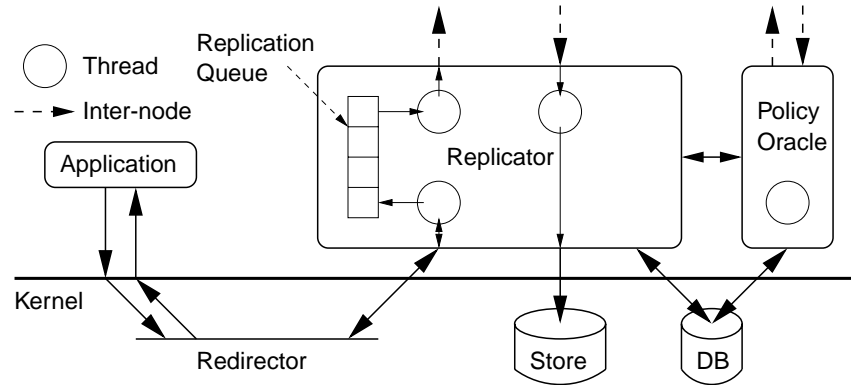 Replication
Queue
Thread
Inter-node
Application
Replicator
Policy
Oracle
Kernel
Redirector
Store
DB